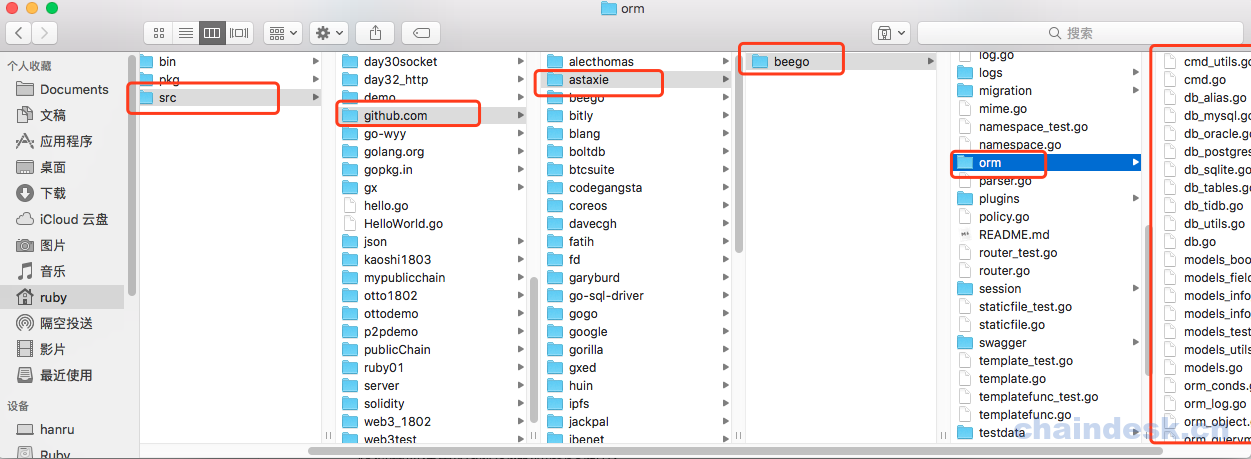 orm
搜索
个人收藏
Documents
文稿
应用程序
桌面
下载
iCloud 云盘
图片
音乐
ruby
隔空投送
影片
最近使用
设备
hanru
Ruby
bin
pkg
src
day30socket
day32_http
demo
github.com
go-wyy
golang.org
gopkg.in
gx
hello.go
HelloWorld.go
json
kaoshi1803
mypublicchain
otto1802
ottodemo
p2pdemo
publicChain
ruby01
server
solidity
web3_1802
web3test
alecthomas
astaxie
beego
bitly
blang
boltdb
btcsuite
codegangsta
coreos
davecgh
fatih
fd
garyburd
go-sql-driver
gogo
google
gorilla
gxed
huin
ipfs
jackpal
jbenet
beego
log.go
logs
migration
mime.go
namespace_test.go
namespace.go
orm
parser.go
plugins
policy.go
README.md
router_test.go
router.go
session
staticfile_test.go
staticfile.go
swagger
template_test.go
template.go
templatefunc_test.go
templatefunc.go
testdata
cmd_utils.go
cmd.go
db_alias.go
db_mysql.go
db_oracle.go
db_postgres
db_sqlite.go
db_tables.go
db_tidb.go
db_utils.go
db.go
models_boo
models_field
models_info
models_info
models_test
models_utils
models.go
orm_conds.g
orm_log.go
orm_object.g
orm_querym
chaindesk.cn